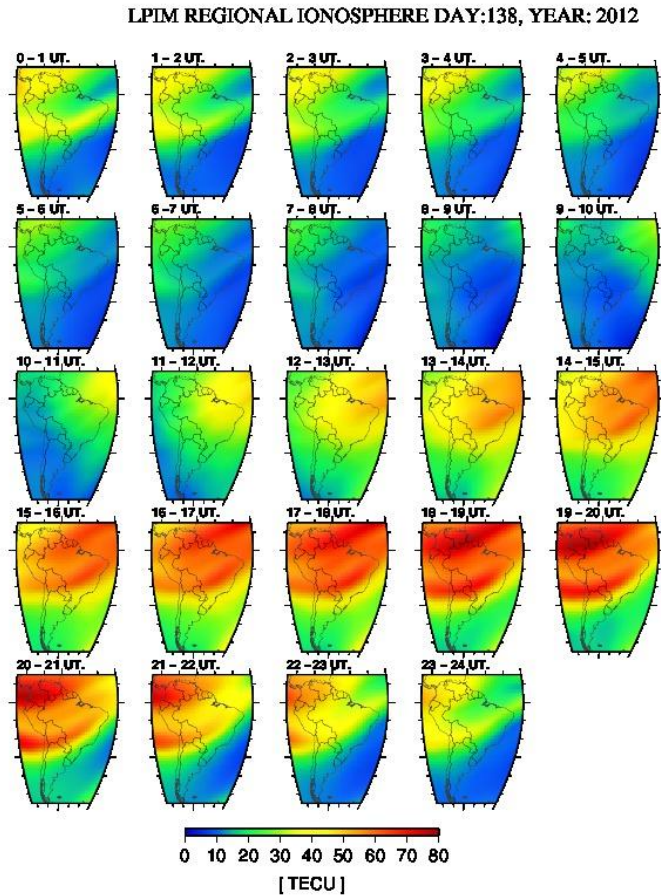 LPIM REGIONAL IONOSPHERE DAY:138, YEAR: 2012
0 – 1 UT. 1 – 2 UT. 2 – 3 UT. 3 – 4 UT. 4 – 5 UT.
5 – 6 UT. 6 – 7 UT. 7 – 8 UT. 8 – 9 UT. 9 – 10 UT.
10 – 11 UT. 11 – 12 UT. 12 – 13 UT. 13 – 14 UT. 14 – 15 UT.
15 – 16 UT. 16 – 17 UT. 17 – 18 UT. 18 – 19 UT. 19 – 20 UT.
20 – 21 UT. 21 – 22 UT. 22 – 23 UT. 23 – 24 UT.
0 10 20 30 40 50 60 70 80
[ TECU ]